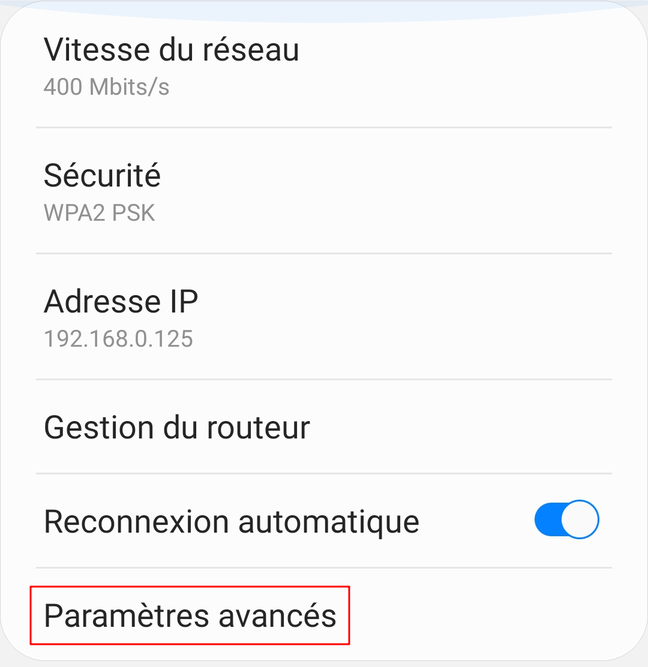 Vitesse du réseau
400 Mbits/s
Sécurité
WPA2 PSK
Adresse IP
192.168.0.125
Gestion du routeur
Reconnexion automatique
Paramètres avancés